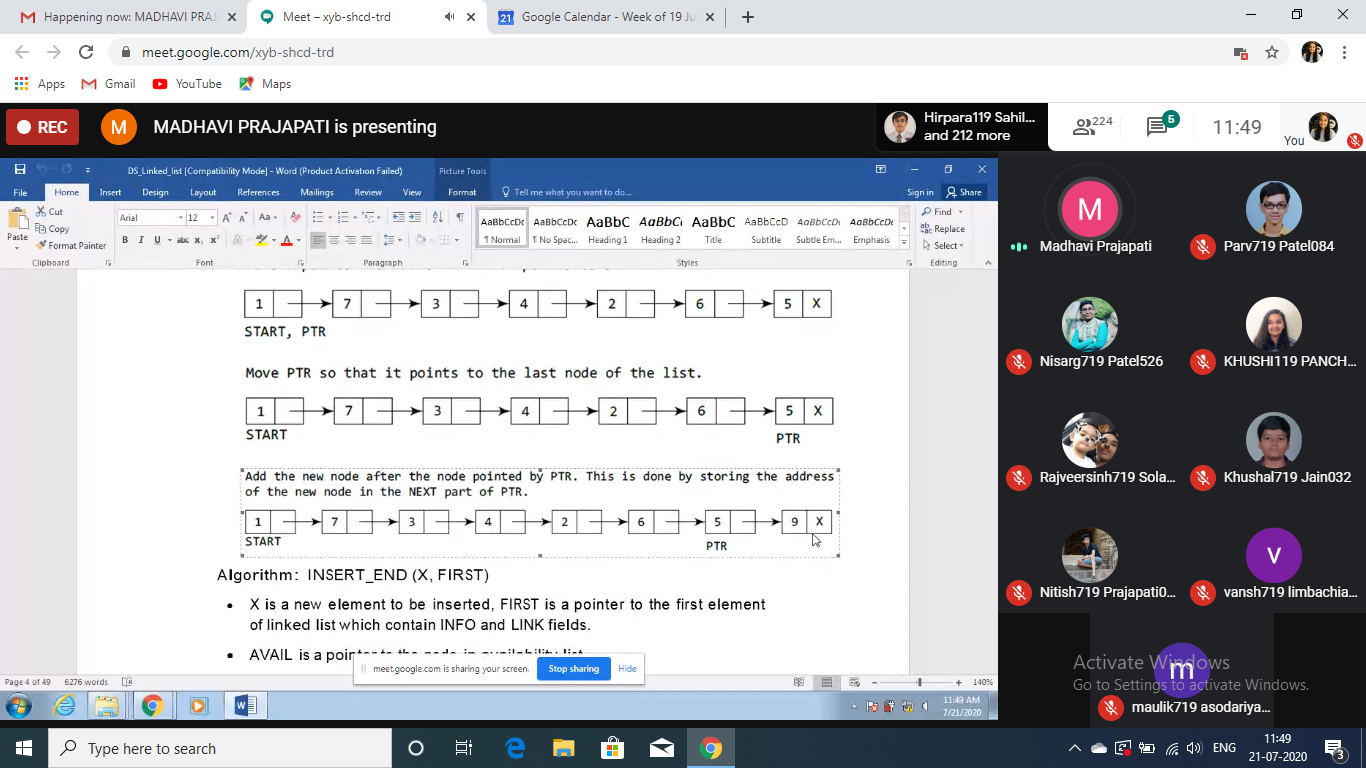 Happening now: MADHAVI PRAJ
Meet – xyb-shcd-trd
Google Calendar - Week of 19 Ju
meet.google.com/xyb-shcd-trd
Apps
Gmail
YouTube
Maps
REC
M
MADHAVI PRAJAPATI is presenting
Hirpara119 Sahil...
and 212 more
224
5
11:49
You
DS_Linked_list [Compatibility Mode] - Word (Product Activation Failed)
Picture Tools
File Home Insert Design Layout References Mailings Review View Format Tell me what you want to do... Sign in Share
Paste
Cut
Copy
Format Painter
Arial 12
AaBbCcDc AaBbCcDc AaBbC AaBbC AaBbC AaBbCcD AaBbCcDc AaBbCcDc
¶ Normal ¶ No Spac... Heading 1 Heading 2 Title Subtitle Subtle Em... Emphasis
Find
Replace
Select
Clipboard Font Paragraph Styles Editing
1 7 3 4 2 6 5 X
START, PTR
Move PTR so that it points to the last node of the list.
1 7 3 4 2 6 5 X
START PTR
Add the new node after the node pointed by PTR. This is done by storing the address
of the new node in the NEXT part of PTR.
1 7 3 4 2 6 5 9 X
START PTR
Algorithm: INSERT_END (X, FIRST)
• X is a new element to be inserted, FIRST is a pointer to the first element
of linked list which contain INFO and LINK fields.
• AVAIL is a pointer to the node in availability list
meet.google.com is sharing your screen. Stop sharing Hide
Page 4 of 49 6276 words 140%
11:49 AM
7/21/2020
M
Madhavi Prajapati
Parv719 Patel084
Nisarg719 Patel526
KHUSHI119 PANCH...
Rajveersinh719 Sola...
Khushal719 Jain032
Nitish719 Prajapati0...
V
vansh719 limbachia...
m
maulik719 asodariya...
Activate Windows
Go to Settings to activate Windows.
Type here to search
ENG
11:49
21-07-2020
3